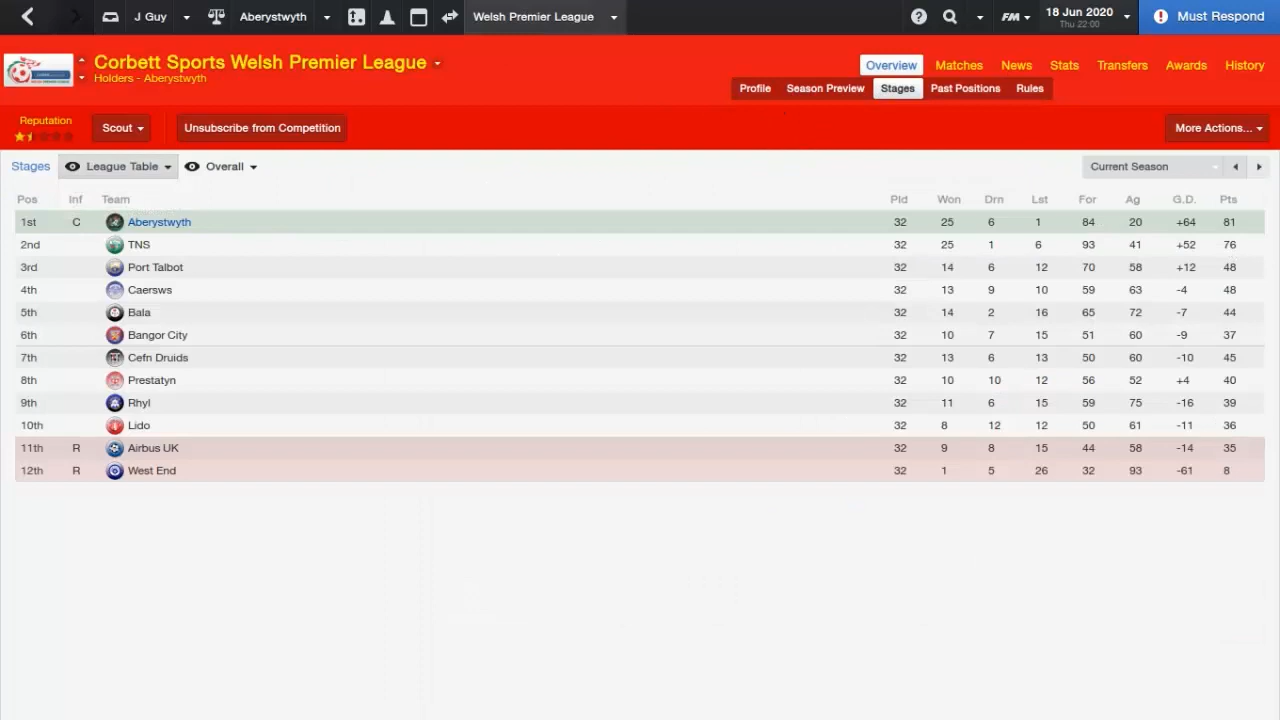 J Guy Aberystwyth Welsh Premier League FM 18 Jun 2020 Must Respond
Thu 22:00
Corbett Sports Welsh Premier League
Holders - Aberystwyth
Overview Matches News Stats Transfers Awards History
Profile Season Preview Stages Past Positions Rules
Reputation
Scout Unsubscribe from Competition More Actions...
Stages League Table Overall Current Season
Pos Inf Team Pld Won Drn Lst For Ag G.D. Pts
1st C Aberystwyth 32 25 6 1 84 20 +64 81
2nd TNS 32 25 1 6 93 41 +52 76
3rd Port Talbot 32 14 6 12 70 58 +12 48
4th Caersws 32 13 9 10 59 63 -4 48
5th Bala 32 14 2 16 65 72 -7 44
6th Bangor City 32 10 7 15 51 60 -9 37
7th Cefn Druids 32 13 6 13 50 60 -10 45
8th Prestatyn 32 10 10 12 56 52 +4 40
9th Rhyl 32 11 6 15 59 75 -16 39
10th Lido 32 8 12 12 50 61 -11 36
11th R Airbus UK 32 9 8 15 44 58 -14 35
12th R West End 32 1 5 26 32 93 -61 8